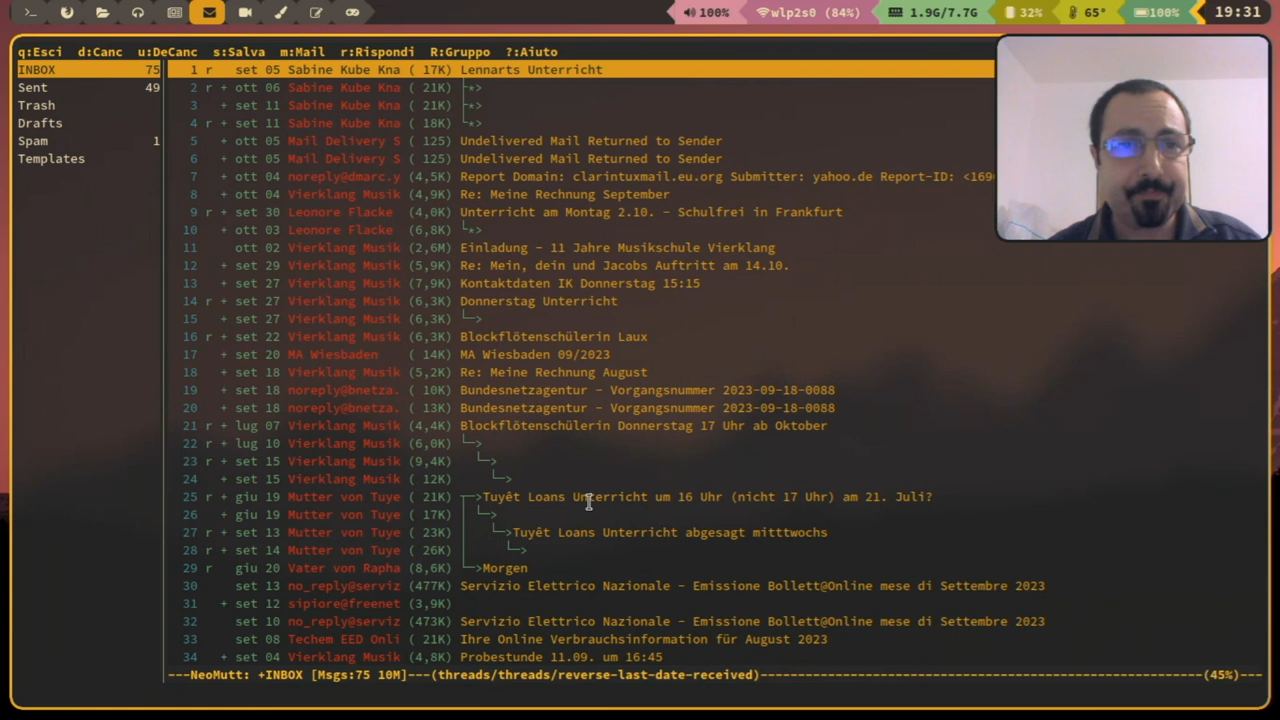 100% wlp2s0 (84%) 1.9G/7.7G 32% 65° 100% 19:31
q:Esci d:Canc u:DeCanc s:Salva m:Mail r:Rispondi R:Gruppo ?:Aiuto
INBOX 75 1 r set 05 Sabine Kube Kna ( 17K) Lennarts Unterricht
Sent 49 2 r + ott 06 Sabine Kube Kna ( 21K) ├*>
Trash 3 + set 11 Sabine Kube Kna ( 21K) ├*>
Drafts 4 r + set 11 Sabine Kube Kna ( 18K) └*>
Spam 1 5 + ott 05 Mail Delivery S ( 125) Undelivered Mail Returned to Sender
Templates 6 + ott 05 Mail Delivery S ( 125) Undelivered Mail Returned to Sender
7 + ott 04 noreply@dmarc.y (4,5K) Report Domain: clarintuxmail.eu.org Submitter: yahoo.de Report-ID: <169
8 + ott 04 Vierklang Musik (4,9K) Re: Meine Rechnung September
9 r + set 30 Leonore Flacke (4,0K) Unterricht am Montag 2.10. - Schulfrei in Frankfurt
10 + ott 03 Leonore Flacke (6,8K) └*>
11 ott 02 Vierklang Musik (2,6M) Einladung - 11 Jahre Musikschule Vierklang
12 + set 29 Vierklang Musik (5,9K) Re: Mein, dein und Jacobs Auftritt am 14.10.
13 + set 27 Vierklang Musik (7,9K) Kontaktdaten IK Donnerstag 15:15
14 r + set 27 Vierklang Musik (6,3K) Donnerstag Unterricht
15 + set 27 Vierklang Musik (6,3K) └─>
16 r + set 22 Vierklang Musik (6,3K) Blockflötenschülerin Laux
17 + set 20 MA Wiesbaden ( 14K) MA Wiesbaden 09/2023
18 + set 18 Vierklang Musik (5,2K) Re: Meine Rechnung August
19 + set 18 noreply@bnetza. ( 10K) Bundesnetzagentur - Vorgangsnummer 2023-09-18-0088
20 + set 18 noreply@bnetza. ( 13K) Bundesnetzagentur - Vorgangsnummer 2023-09-18-0088
21 r + lug 07 Vierklang Musik (4,4K) Blockflötenschülerin Donnerstag 17 Uhr ab Oktober
22 r + lug 10 Vierklang Musik (6,0K) └─>
23 r + set 15 Vierklang Musik (9,4K) └─>
24 + set 15 Vierklang Musik ( 12K) └─>
25 r + giu 19 Mutter von Tuye ( 21K) ┬─>Tuyêt Loans Unterricht um 16 Uhr (nicht 17 Uhr) am 21. Juli?
26 + giu 19 Mutter von Tuye ( 17K) │ └─>
27 r + set 13 Mutter von Tuye ( 23K) │ └─>Tuyêt Loans Unterricht abgesagt mitttwochs
28 r + set 14 Mutter von Tuye ( 26K) │ └─>
29 r giu 20 Vater von Rapha (8,6K) └─>Morgen
30 set 13 no_reply@serviz (477K) Servizio Elettrico Nazionale - Emissione Bollett@Online mese di Settembre 2023
31 + set 12 sipiore@freenet (3,9K)
32 set 10 no_reply@serviz (473K) Servizio Elettrico Nazionale - Emissione Bollett@Online mese di Settembre 2023
33 set 08 Techem EED Onli ( 21K) Ihre Online Verbrauchsinformation für August 2023
34 + set 04 Vierklang Musik (4,8K) Probestunde 11.09. um 16:45
---NeoMutt: +INBOX [Msgs:75 10M]---(threads/threads/reverse-last-date-received)------------------------------------------------------------(45%)---